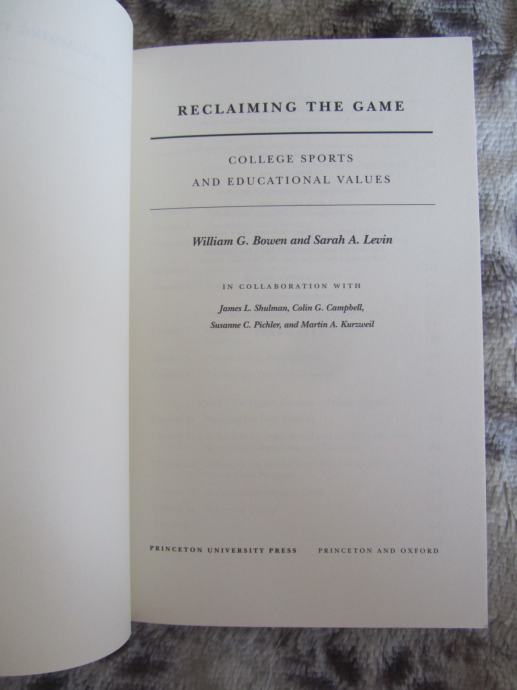 RECLAIMING THE GAME
COLLEGE SPORTS
AND EDUCATIONAL VALUES
William G. Bowen and Sarah A. Levin
IN COLLABORATION WITH
James L. Shulman, Colin G. Campbell,
Susanne C. Pichler, and Martin A. Kurzweil
PRINCETON UNIVERSITY PRESS PRINCETON AND OXFORD